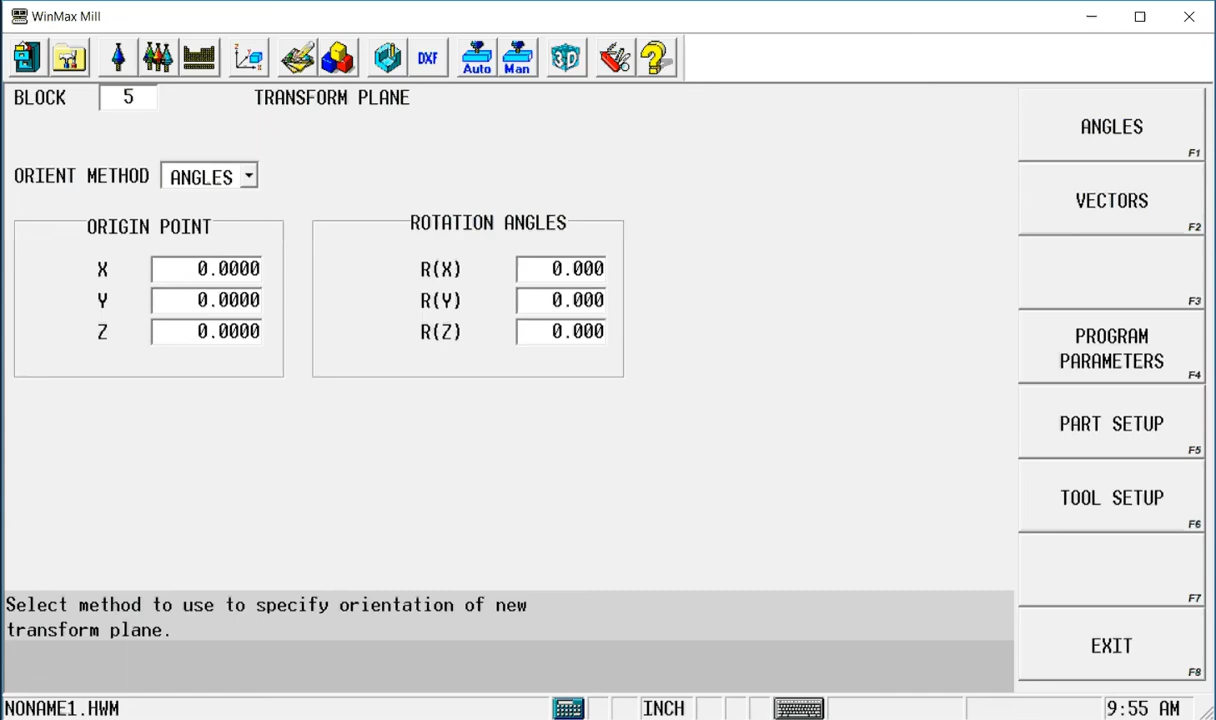 WinMax Mill
DXF
Auto
Man
BLOCK 5 TRANSFORM PLANE
ORIENT METHOD ANGLES
ORIGIN POINT
X 0.0000
Y 0.0000
Z 0.0000
ROTATION ANGLES
R(X) 0.000
R(Y) 0.000
R(Z) 0.000
ANGLES
F1
VECTORS
F2
F3
PROGRAM
PARAMETERS
F4
PART SETUP
F5
TOOL SETUP
F6
F7
EXIT
F8
Select method to use to specify orientation of new
transform plane.
NONAME1.HWM INCH 9:55 AM